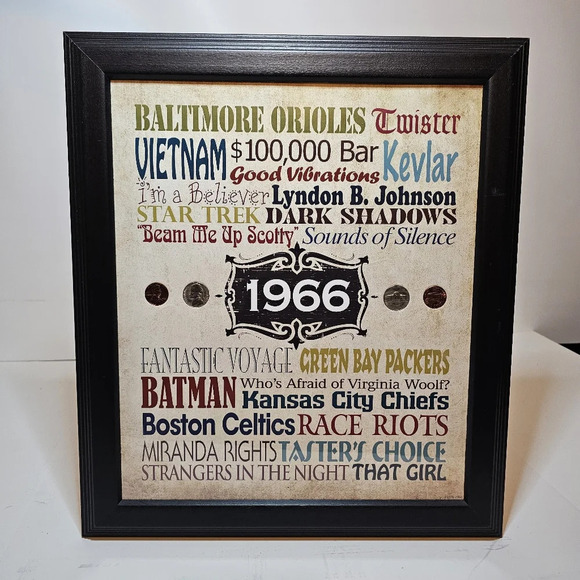 BALTIMORE ORIOLES Twister
VIETNAM $100,000 Bar Kevlar
Good Vibrations
I'm a Believer Lyndon B. Johnson
STAR TREK DARK SHADOWS
"Beam Me Up Scotty" Sounds of Silence
1966
FANTASTIC VOYAGE GREEN BAY PACKERS
BATMAN Who's Afraid of Virginia Woolf?
Kansas City Chiefs
Boston Celtics RACE RIOTS
MIRANDA RIGHTS TASTER'S CHOICE
STRANGERS IN THE NIGHT THAT GIRL